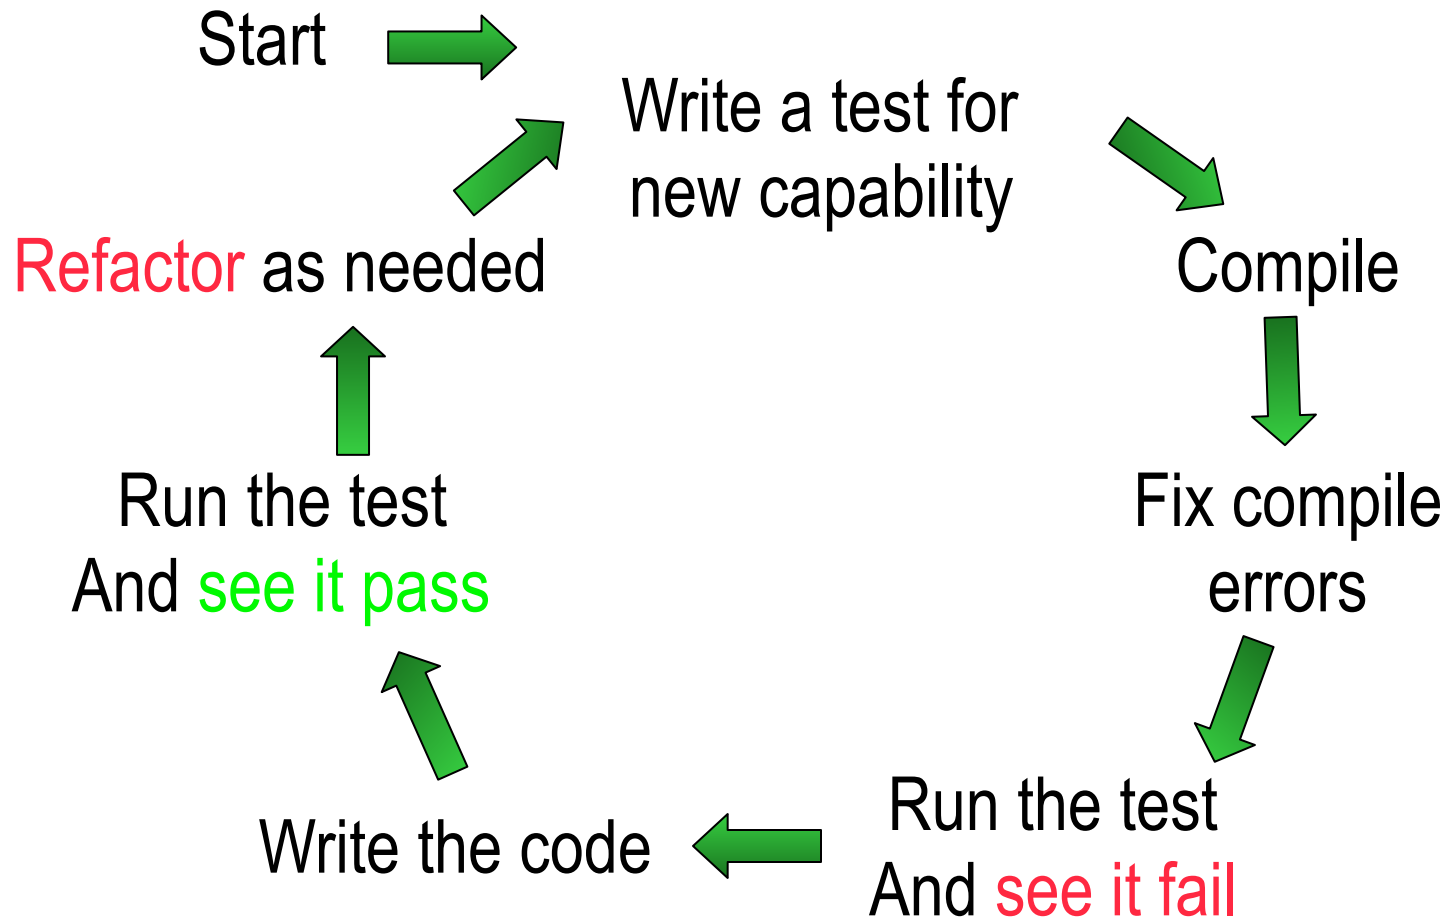 Start
Write a test for
new capability
Compile
Fix compile
errors
Run the test
And see it fail
Write the code
Run the test
And see it pass
Refactor as needed